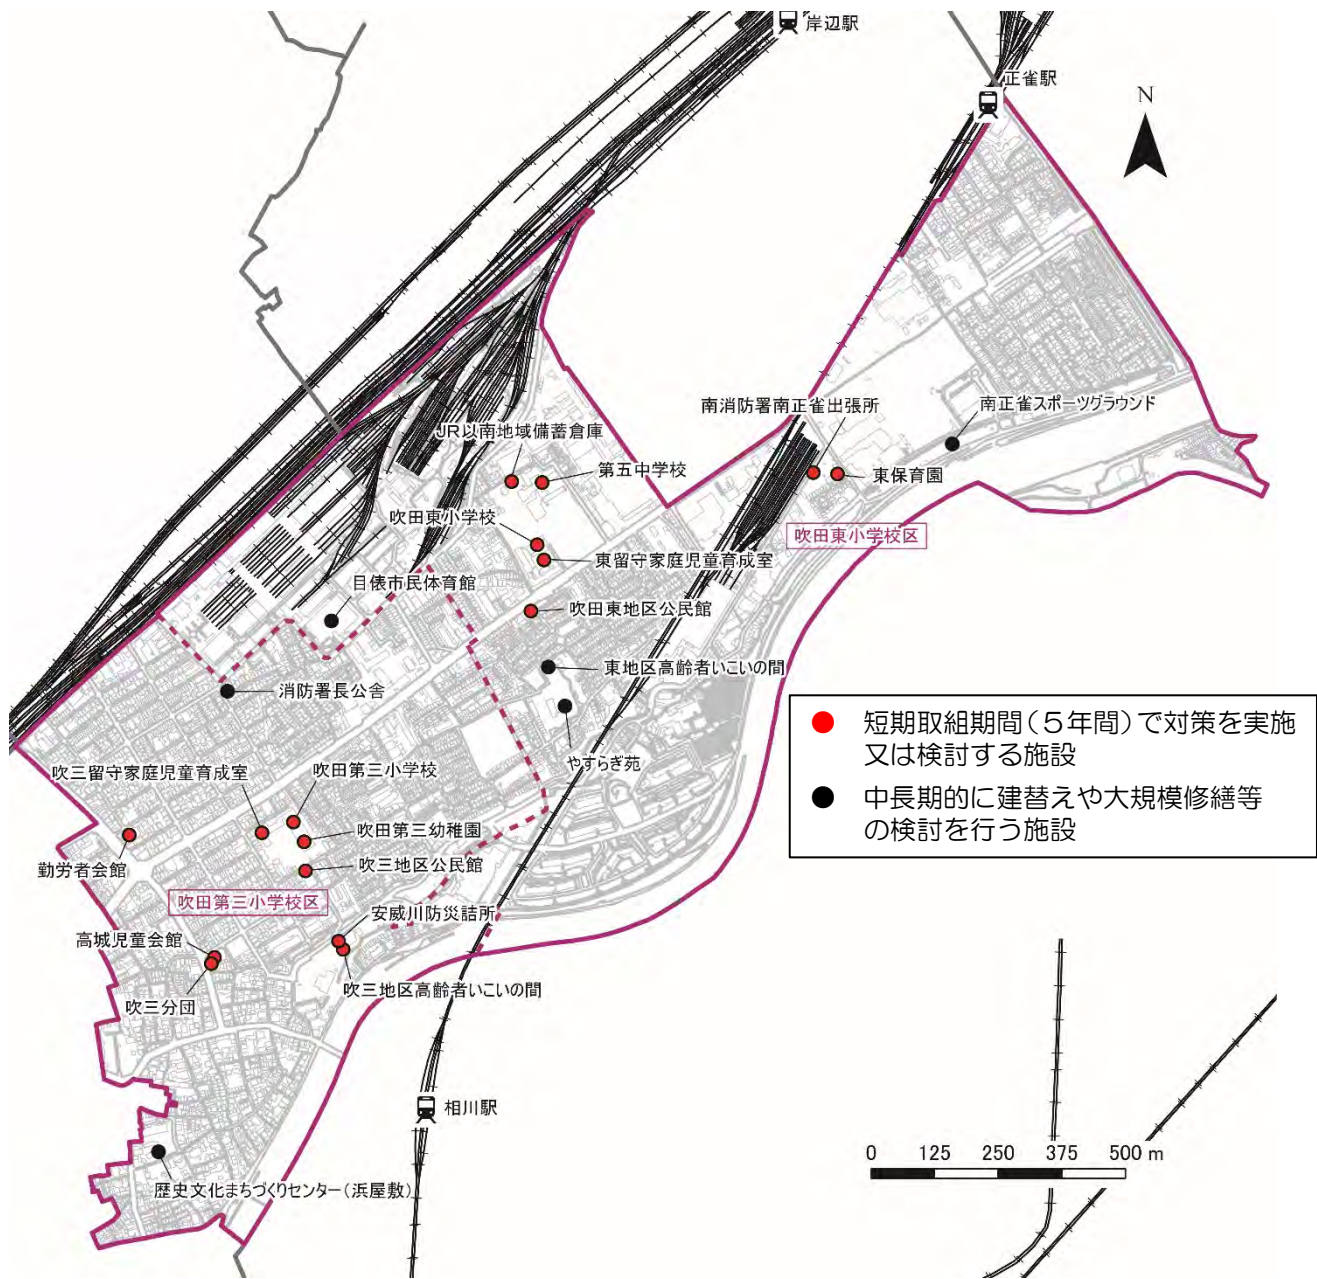 岸辺駅
正雀駅
N
南消防署南正雀出張所
南正雀スポーツグラウンド
JR以南地域備蓄倉庫
第五中学校
東保育園
吹田東小学校
吹田東小学校区
東留守家庭児童育成室
目俵市民体育館
吹田東地区公民館
東地区高齢者いこいの間
消防署長公舎
やすらぎ苑
● 短期取組期間(5年間)で対策を実施
又は検討する施設
● 中長期的に建替えや大規模修繕等
の検討を行う施設
吹三留守家庭児童育成室
吹田第三小学校
吹田第三幼稚園
吹三地区公民館
勤労者会館
吹田第三小学校区
安威川防災詰所
高城児童会館
吹三地区高齢者いこいの間
吹三分団
相川駅
0 125 250 375 500 m
歴史文化まちづくりセンター(浜屋敷)